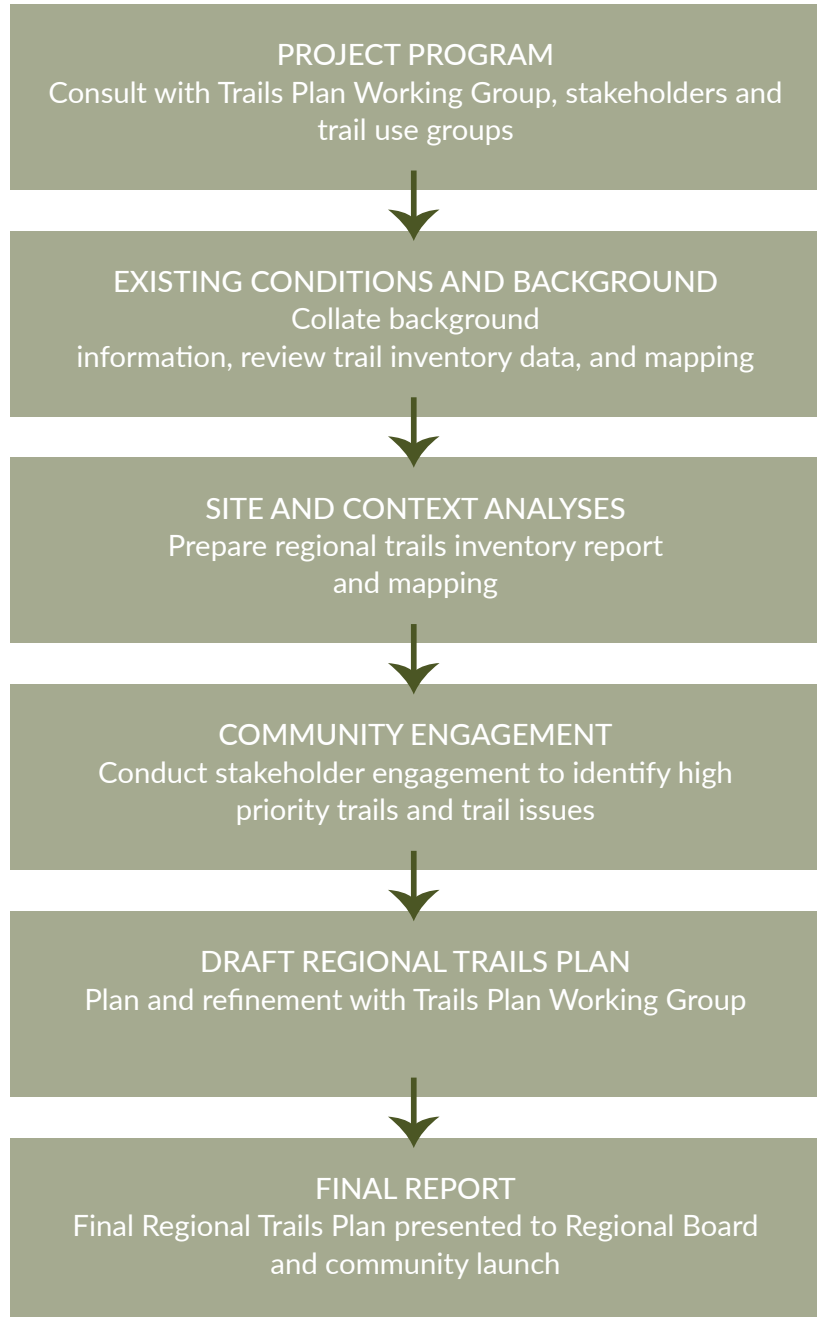 PROJECT PROGRAM
Consult with Trails Plan Working Group, stakeholders and
trail use groups
EXISTING CONDITIONS AND BACKGROUND
Collate background
information, review trail inventory data, and mapping
SITE AND CONTEXT ANALYSES
Prepare regional trails inventory report
and mapping
COMMUNITY ENGAGEMENT
Conduct stakeholder engagement to identify high
priority trails and trail issues
DRAFT REGIONAL TRAILS PLAN
Plan and refinement with Trails Plan Working Group
FINAL REPORT
Final Regional Trails Plan presented to Regional Board
and community launch